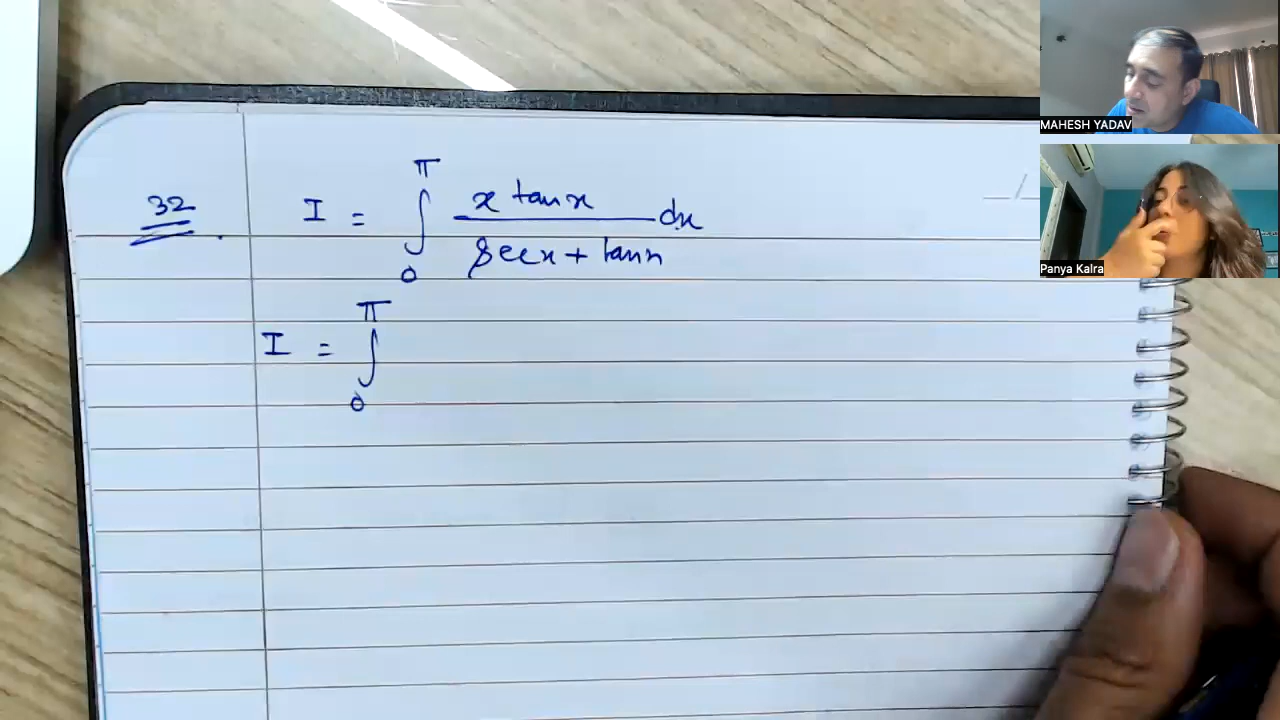 32 I = ∫₀^π x tan x / sec x + tan x dx
I = ∫₀^π
MAHESH YADAV
Panya Kalra